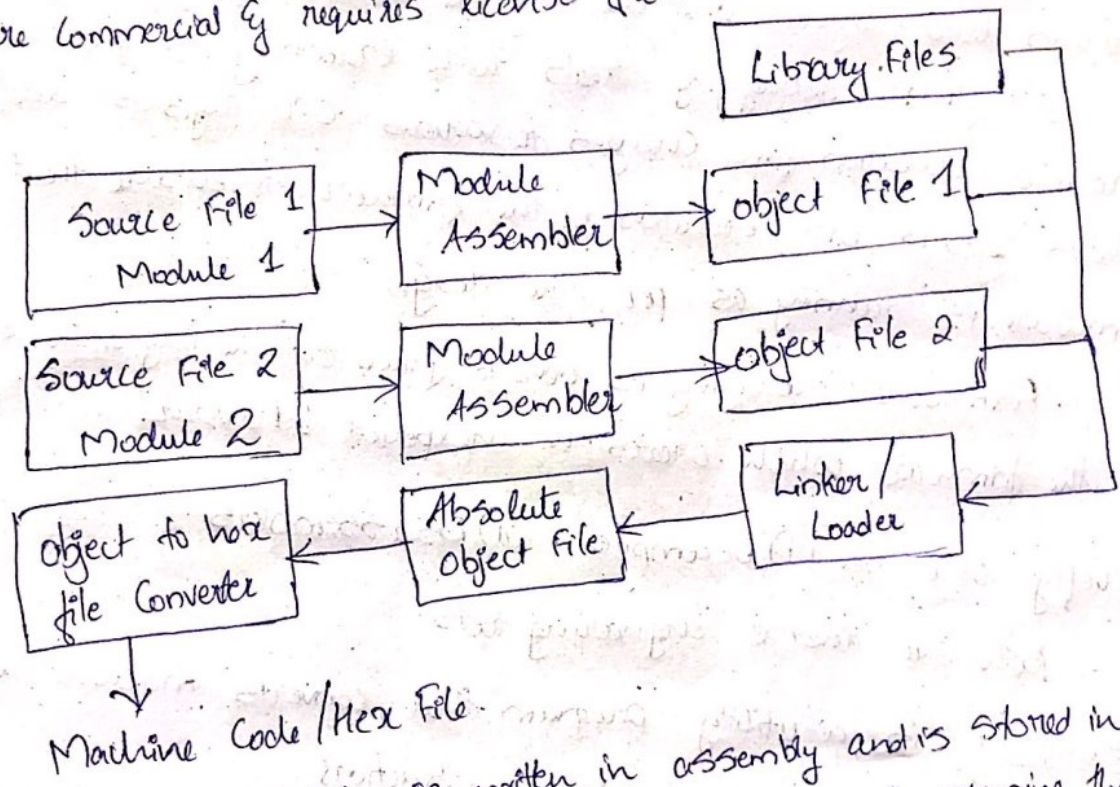 re Commercial & requires license
Library Files
Source File 1
Module 1
Module
Assembler
object File 1
Source File 2
Module 2
Module
Assembler
object File 2
Object to hex
file Converter
Absolute
Object File
Linker/
Loader
Machine Code/Hex File.
written in assembly and is stored in